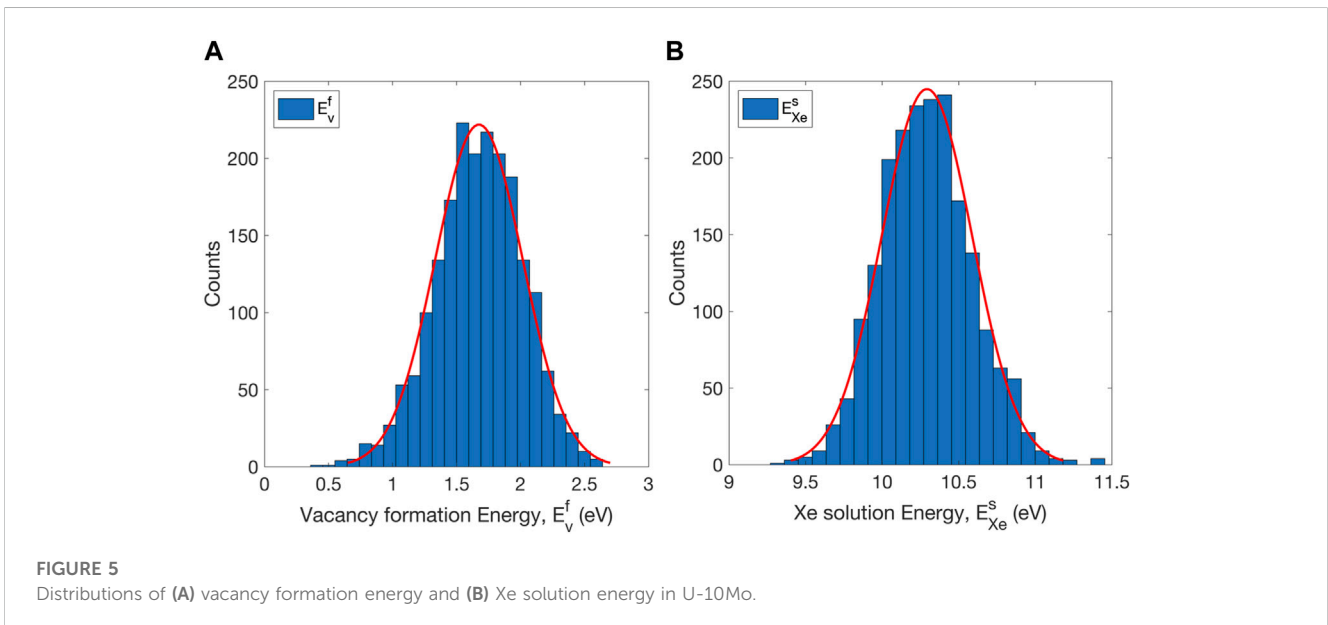 A
B
250
200
150
100
50
0
Counts
E_v^f
0 0.5 1 1.5 2 2.5 3
Vacancy formation Energy, E_v^f (eV)
250
200
150
100
50
0
Counts
E_Xe^s
9 9.5 10 10.5 11 11.5
Xe solution Energy, E_Xe^s (eV)
FIGURE 5
Distributions of (A) vacancy formation energy and (B) Xe solution energy in U-10Mo.